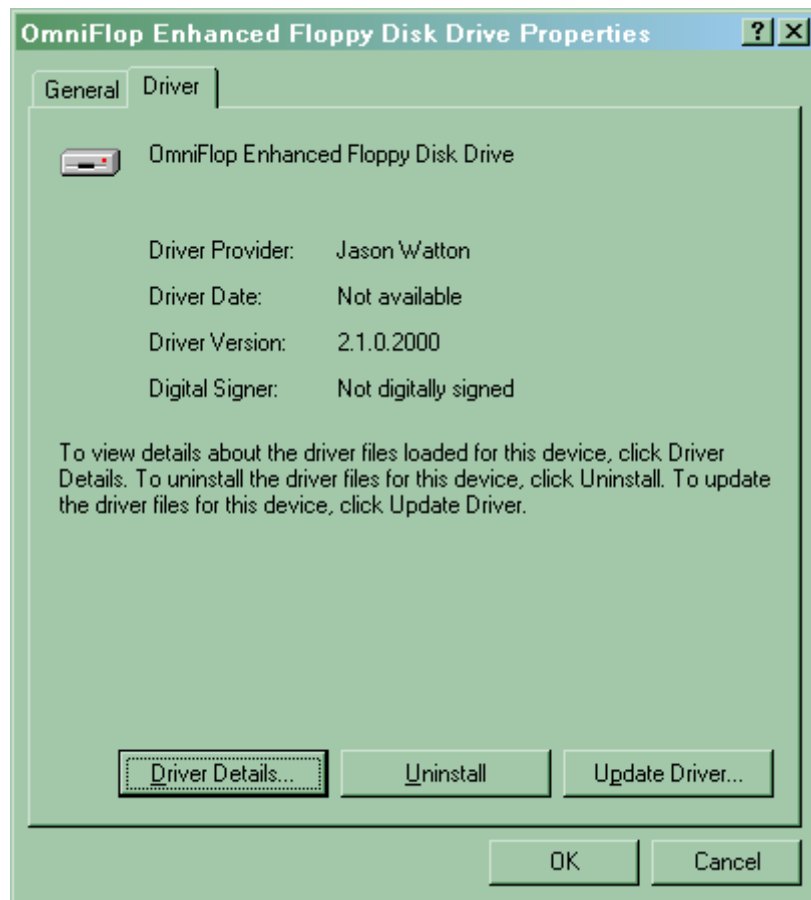 OmniFlop Enhanced Floppy Disk Drive Properties
General Driver
OmniFlop Enhanced Floppy Disk Drive
Driver Provider: Jason Watton
Driver Date: Not available
Driver Version: 2.1.0.2000
Digital Signer: Not digitally signed
To view details about the driver files loaded for this device, click Driver
Details. To uninstall the driver files for this device, click Uninstall. To update
the driver files for this device, click Update Driver.
Driver Details... Uninstall Update Driver...
OK Cancel